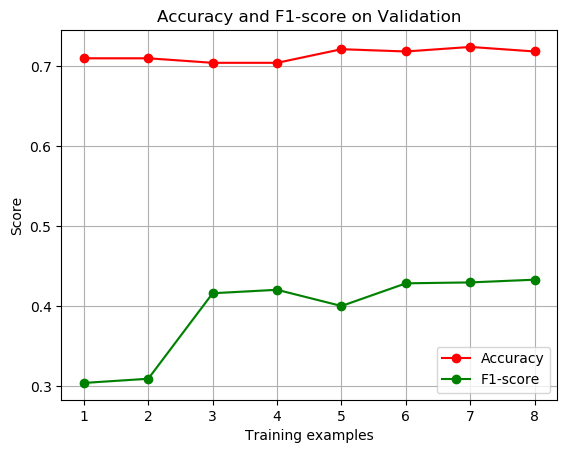 Accuracy and F1-score on Validation
Score
0.7
0.6
0.5
0.4
0.3
Accuracy
F1-score
1 2 3 4 5 6 7 8
Training examples